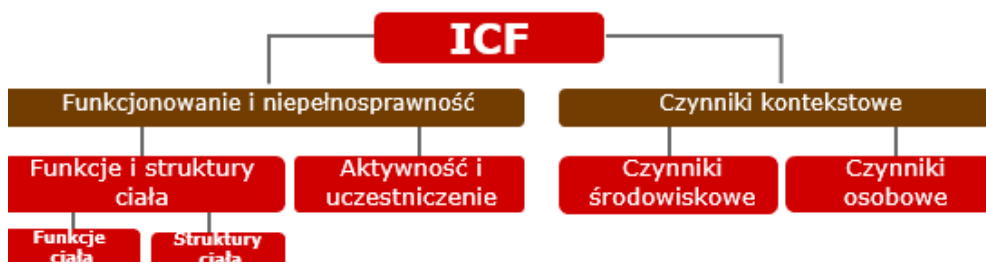 ICF
Funkcjonowanie i niepełnosprawność
Czynniki kontekstowe
Funkcje i struktury
ciała
Aktywność i
uczestniczenie
Czynniki
środowiskowe
Czynniki
osobowe
Funkcje
ciała
Struktury
ciała